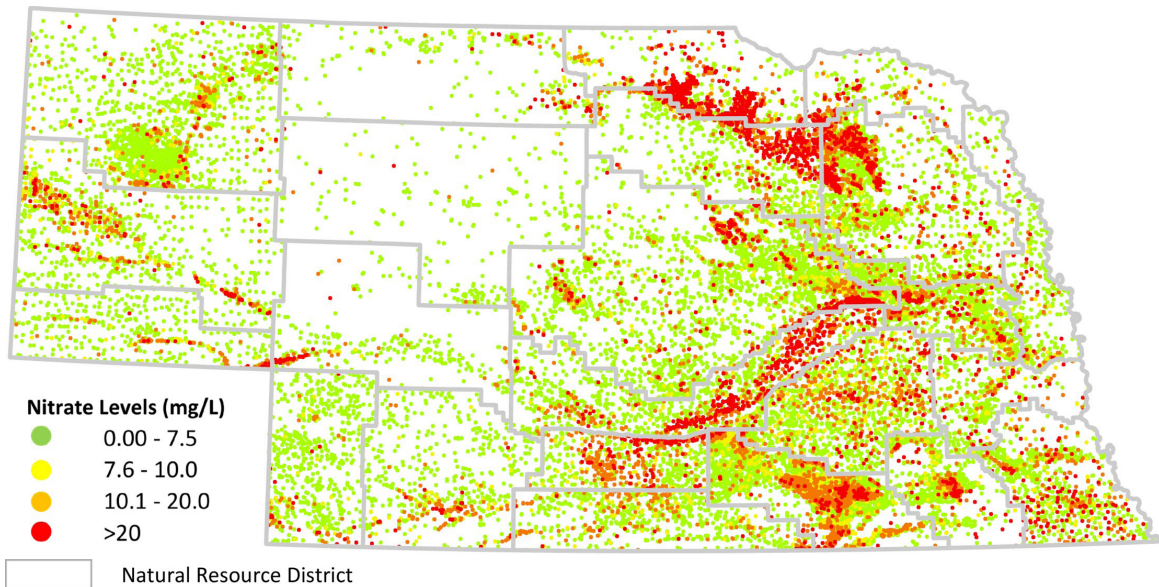 Nitrate Levels (mg/L)
0.00 - 7.5
7.6 - 10.0
10.1 - 20.0
>20
Natural Resource District